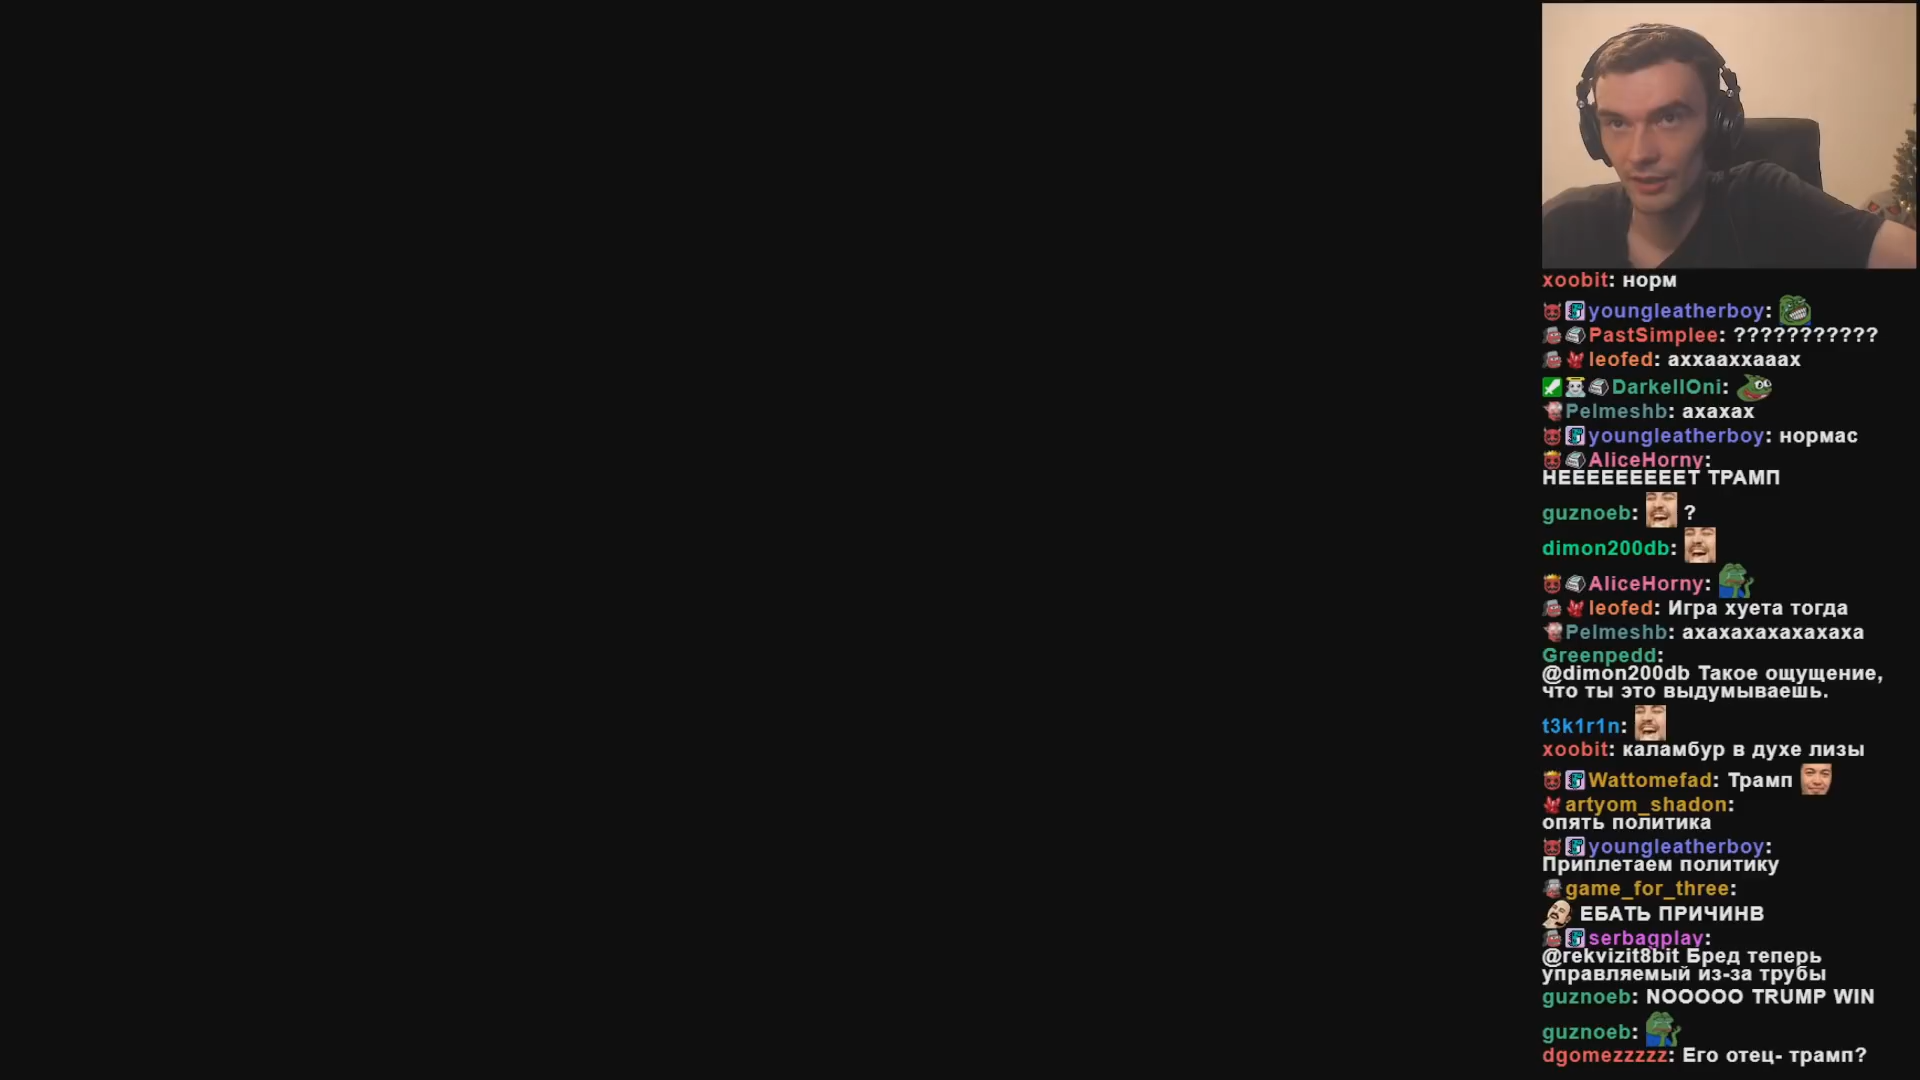 xoobit: норм
youngleatherboy:
PastSimplee: ???????????
leofed: аххааххааах
DarkellOni:
Pelmeshb: ахахах
youngleatherboy: нормас
AliceHorny:
НЕЕЕЕЕЕЕЕТ ТРАМП
guznoeb: ?
dimon200db:
AliceHorny:
leofed: Игра хуета тогда
Pelmeshb: ахахахахахахаха
Greenpedd:
@dimon200db Такое ощущение,
что ты это выдумываешь.
t3k1r1n:
xoobit: каламбур в духе лизы
Wattomefad: Трамп
artyom_shadon:
опять политика
youngleatherboy:
Приплетаем политику
game_for_three:
ЕБАТЬ ПРИЧИНВ
serbagplay:
@rekvizit8bit Бред теперь
управляемый из-за трубы
guznoeb: NOOOOO TRUMP WIN
guznoeb:
dgomezzzzz: Его отец- трамп?